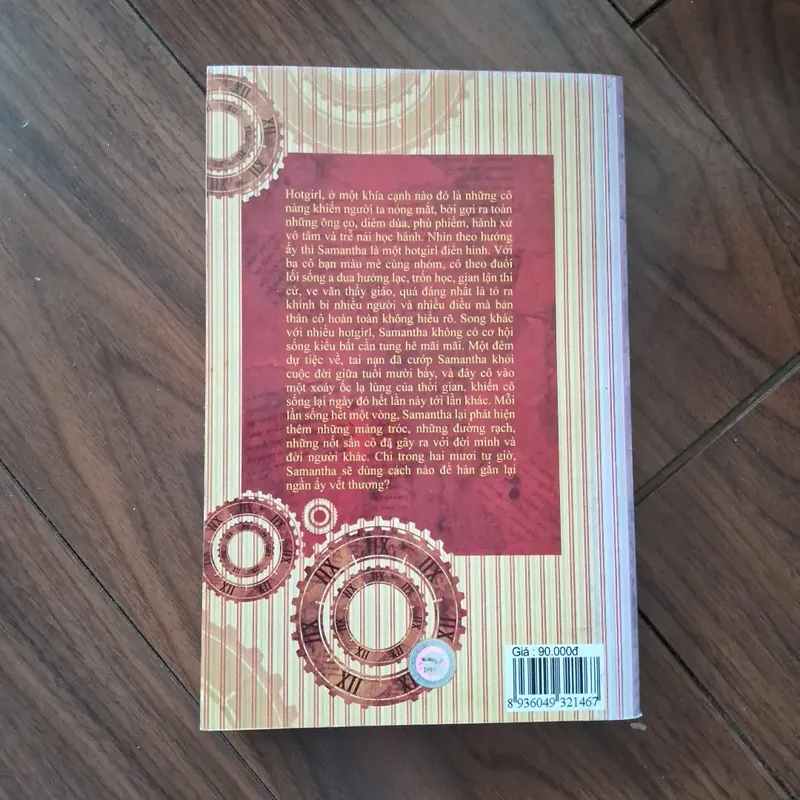 Hotgirl, ở một khía cạnh nào đó là những cô
nàng khiến người ta nóng mắt, bởi gợi ra toàn
những õng ẹo, diêm dúa, phù phiếm, hành xử
vô tâm và trễ nải học hành. Nhìn theo hướng
ấy thì Samantha là một hotgirl điển hình. Với
ba cô bạn màu mè cùng nhóm, cô theo đuổi
lối sống a dua hưởng lạc, trốn học, gian lận thi
cử, ve vãn thầy giáo, quá đáng nhất là tỏ ra
khinh bỉ nhiều người và nhiều điều mà bản
thân cô hoàn toàn không hiểu rõ. Song khác
với nhiều hotgirl, Samantha không có cơ hội
sống kiểu bất cần tung hê mãi mãi. Một đêm
dự tiệc về, tai nạn đã cướp Samantha khỏi
cuộc đời giữa tuổi mười bảy, và đẩy cô vào
một xoáy ốc lạ lùng của thời gian, khiến cô
sống lại ngày đó hết lần này tới lần khác. Mỗi
lần sống hết một vòng, Samantha lại phát hiện
thêm những mảng tróc, những đường rạch,
những nốt sần cô đã gây ra với đời mình và
đời người khác. Chỉ trong hai mươi tư giờ,
Samantha sẽ dùng cách nào để hàn gắn lại
ngần ấy vết thương?
XII
XI
XII
XII
XII
Giá : 90.000đ
8 936049 321467